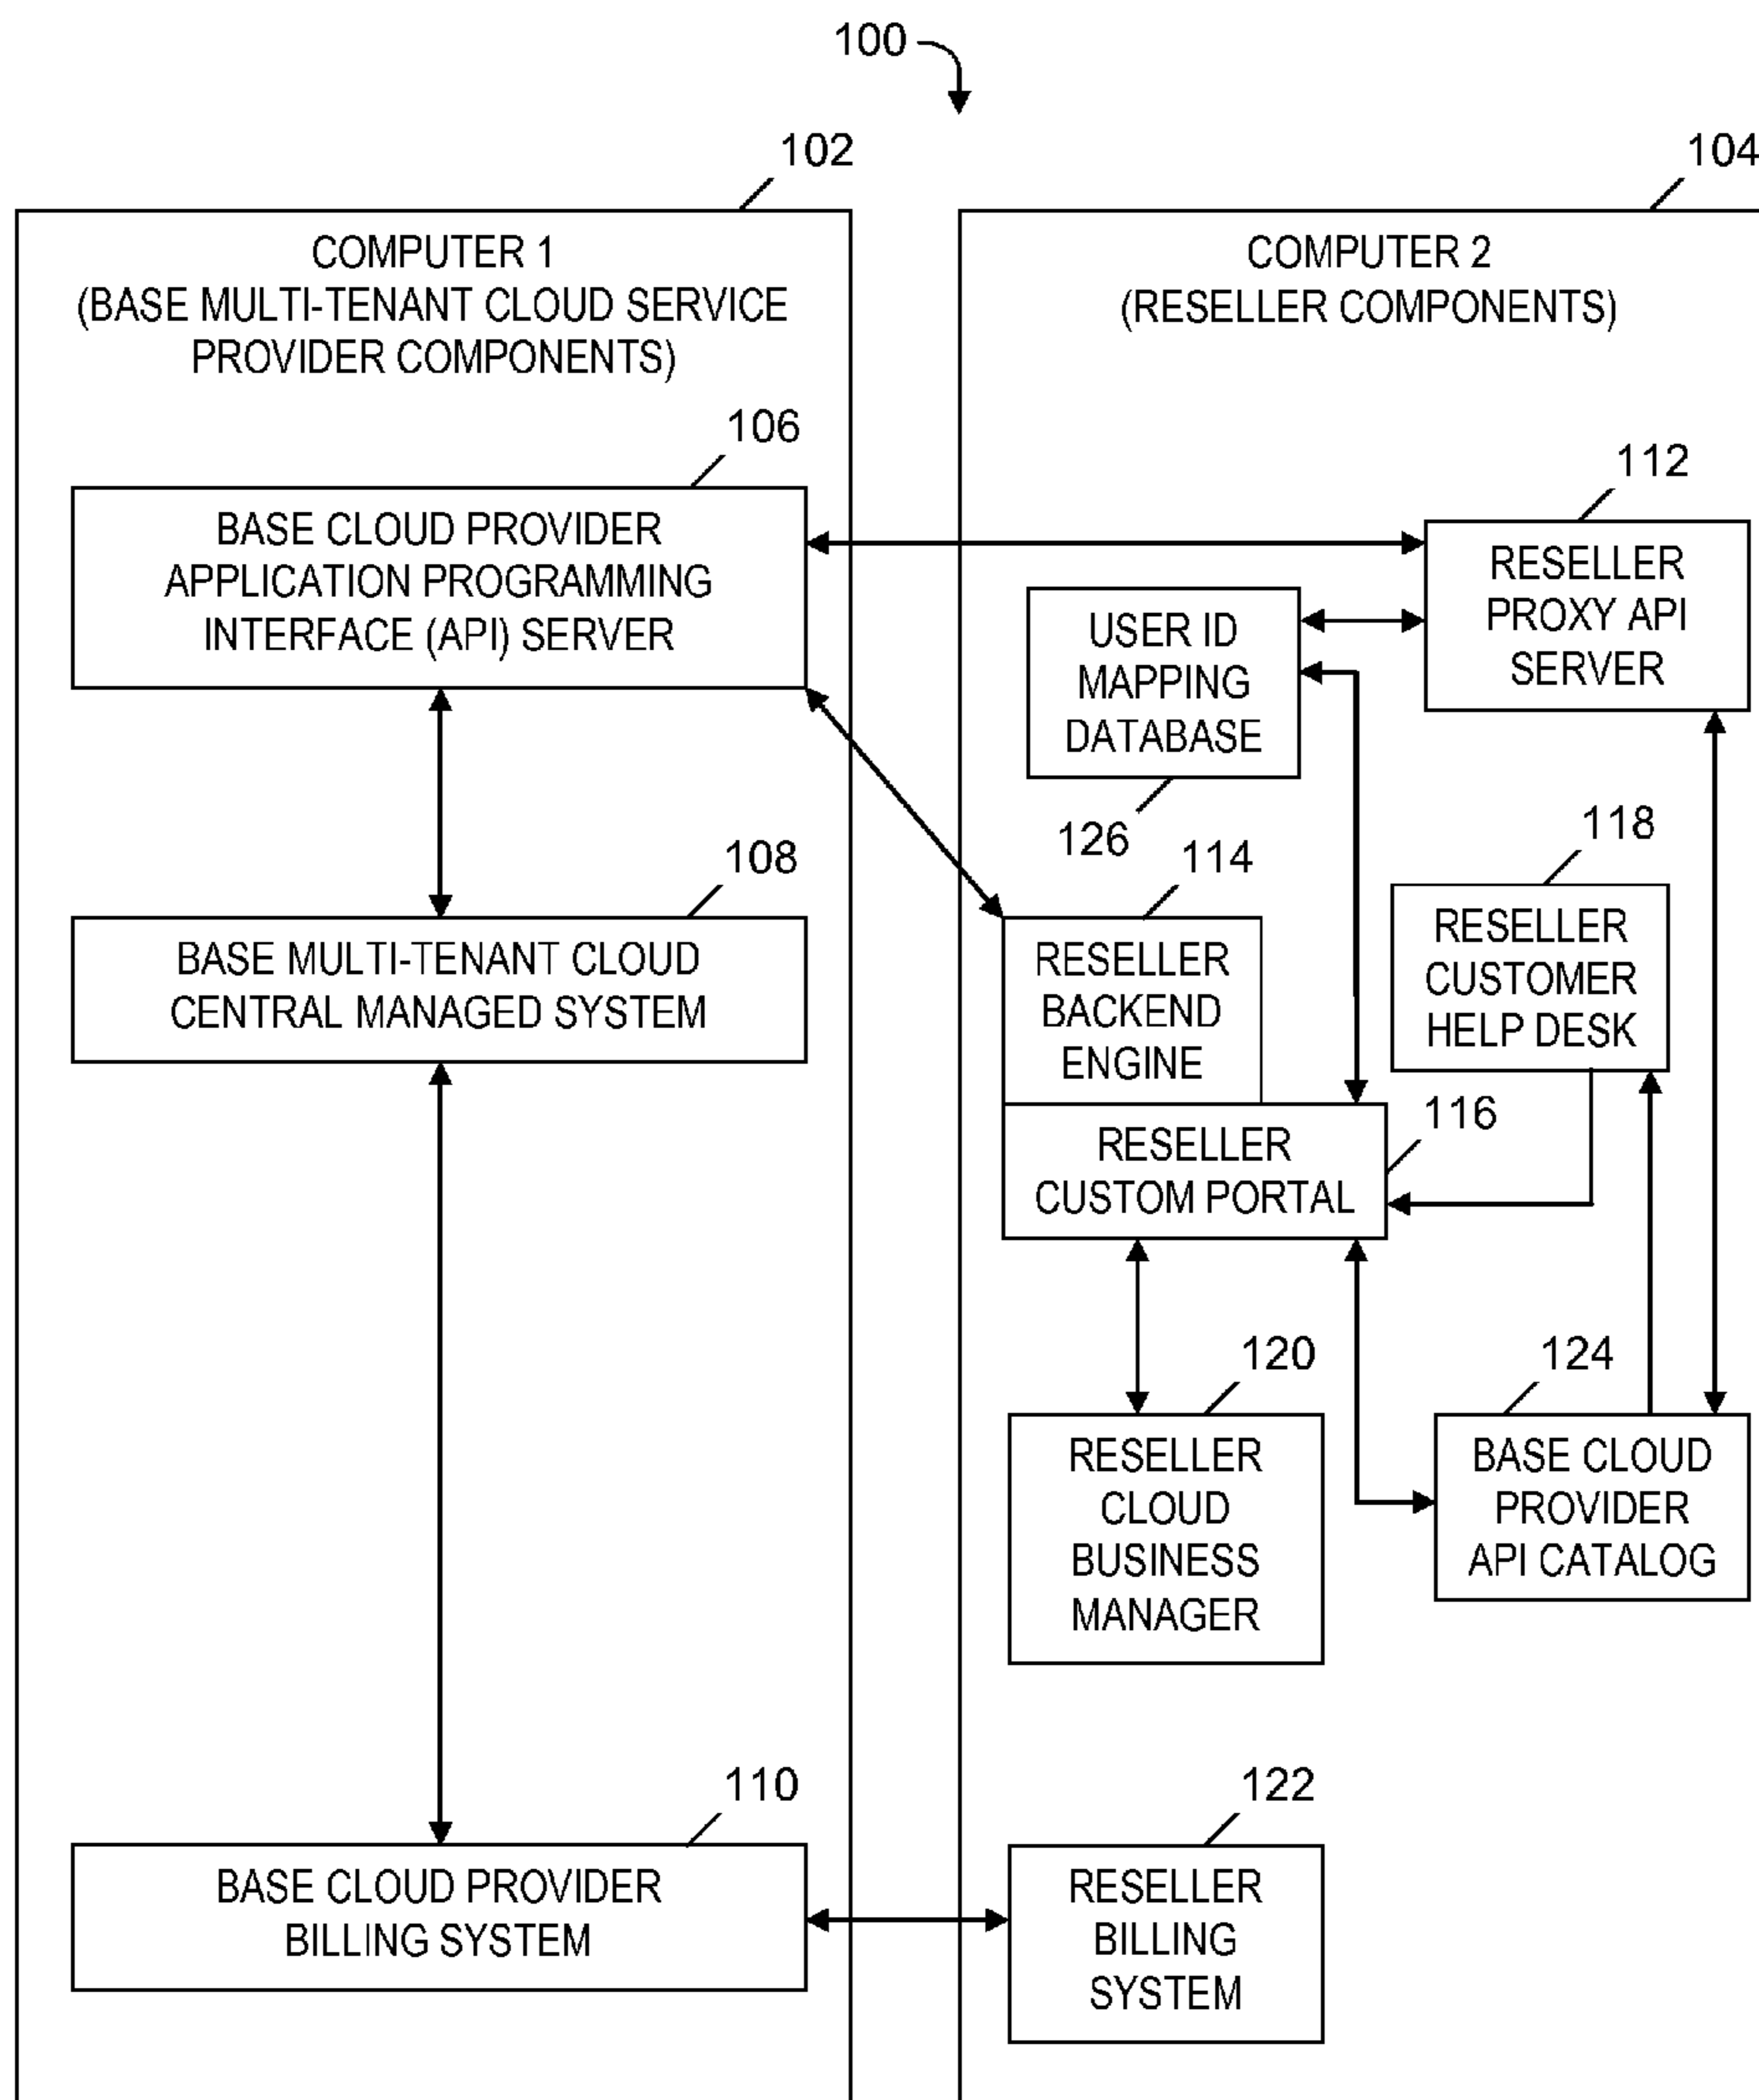 100
102
COMPUTER 1
(BASE MULTI-TENANT CLOUD SERVICE
PROVIDER COMPONENTS)
106
BASE CLOUD PROVIDER
APPLICATION PROGRAMMING
INTERFACE (API) SERVER
108
BASE MULTI-TENANT CLOUD
CENTRAL MANAGED SYSTEM
110
BASE CLOUD PROVIDER
BILLING SYSTEM
104
COMPUTER 2
(RESELLER COMPONENTS)
112
RESELLER
PROXY API
SERVER
USER ID
MAPPING
DATABASE
126
114
RESELLER
BACKEND
ENGINE
118
RESELLER
CUSTOMER
HELP DESK
116
RESELLER
CUSTOM PORTAL
120
RESELLER
CLOUD
BUSINESS
MANAGER
124
BASE CLOUD
PROVIDER
API CATALOG
122
RESELLER
BILLING
SYSTEM